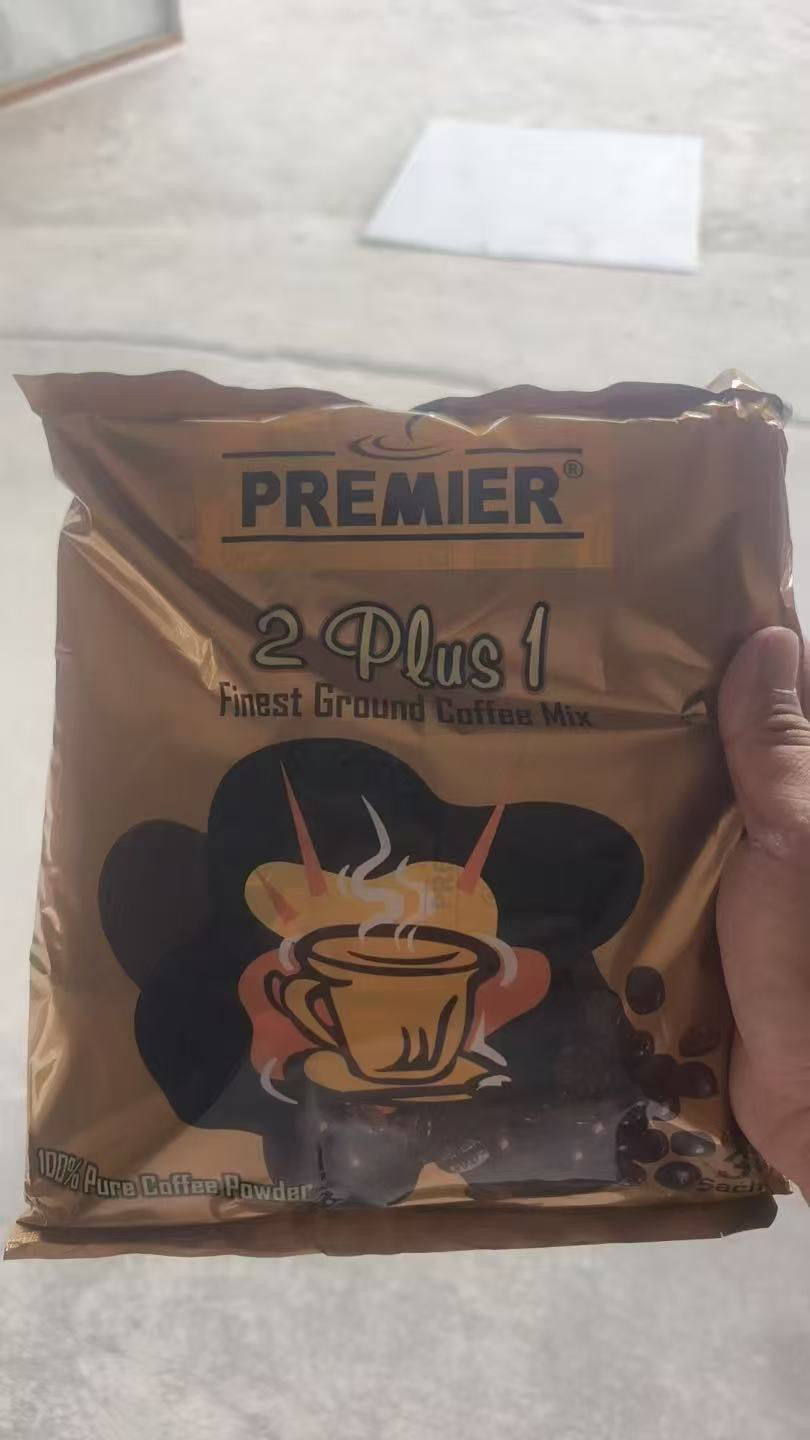 PREMIER®
2 Plus 1
Finest Ground Coffee Mix
100% Pure Coffee Powder